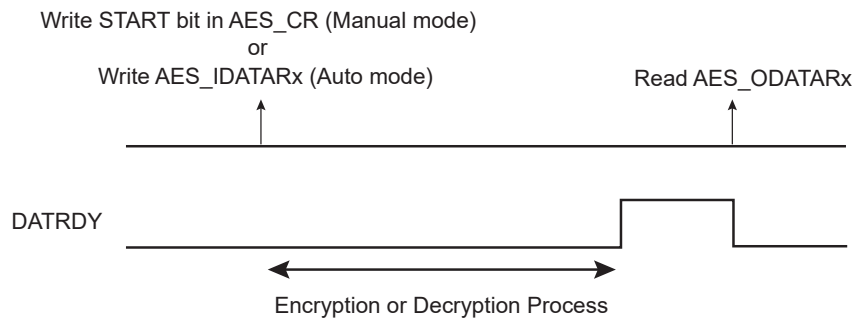 Write START bit in AES_CR (Manual mode)
or
Write AES_IDATARx (Auto mode)
Read AES_ODATARx
DATRDY
Encryption or Decryption Process